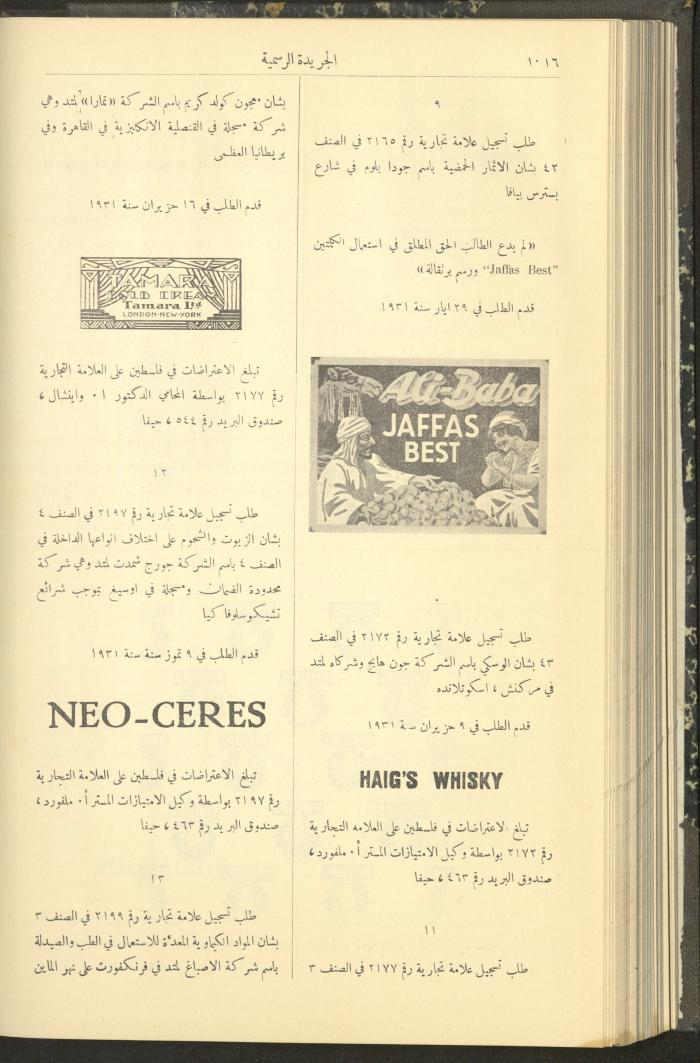 ١٠١٦
الجريدة الرسمية
٩
طلب تسجيل علامة تجارية رقم ٢١٦٥ في الصنف
٤٢ بشان الاثمار الحمضية باسم جودا بلوم في شارع
بسترس بيافا
«لم يدع الطالب الحق المطلق في استعمال الكلمتين
"Jaffas Best" ورسم برتقالة»
قدم الطلب في ٢٩ ايار سنة ١٩٣١
Ali-Baba
JAFFAS
BEST
طلب تسجيل علامة تجارية رقم ٢١٧٢ في الصنف
٤٣ بشان الوسكي باسم الشركة جون هايج وشركاه لمتد
في مركنش ، اسكوتلانده
قدم الطلب في ٩ حزيران سنة ١٩٣١
HAIG'S WHISKY
تبلغ الاعتراضات في فلسطين على العلامه التجارية
رقم ٢١٧٢ بواسطة وكيل الامتيازات المستر أ. ملفورد ،
صندوق البريد رقم ٤٦٣ ، حيفا
١١
طلب تسجيل علامة تجارية رقم ٢١٧٧ في الصنف ٣
بشان معجون كولد كريم باسم الشركة «تمارا» لمتد وهي
شركة مسجلة في القنصلية الانكليزية في القاهرة وفي
بريطانيا العظمى
قدم الطلب في ١٦ حزيران سنة ١٩٣١
TAMARA
COLD CREAM
Tamara Ltd
LONDON-NEW-YORK
تبلغ الاعتراضات في فلسطين على العلامة التجارية
رقم ٢١٧٧ بواسطة المحامي الدكتور ا. واينشال ،
صندوق البريد رقم ٥٤٤ ، حيفا
١٢
طلب تسجيل علامة تجارية رقم ٢١٩٧ في الصنف ٤
بشان الزيوت والشحوم على اختلاف انواعها الداخلة في
الصنف ٤ باسم الشركة جورج شمدت لمتد وهي شركة
محدودة الضمان ومسجلة في اوسيغ بموجب شرائع
تشيكوسلوفاكيا
قدم الطلب في ٩ تموز سنة سنة ١٩٣١
NEO-CERES
تبلغ الاعتراضات في فلسطين على العلامة التجارية
رقم ٢١٩٧ بواسطة وكيل الامتيازات المستر أ. ملفورد ،
صندوق البريد رقم ٤٦٣ ، حيفا
١٣
طلب تسجيل علامة تجارية رقم ٢١٩٩ في الصنف ٣
بشان المواد الكيماوية المعدّة للاستعمال في الطب والصيدلة
باسم شركة الاصباغ لمتد في فرنكفورت على نهر الماين